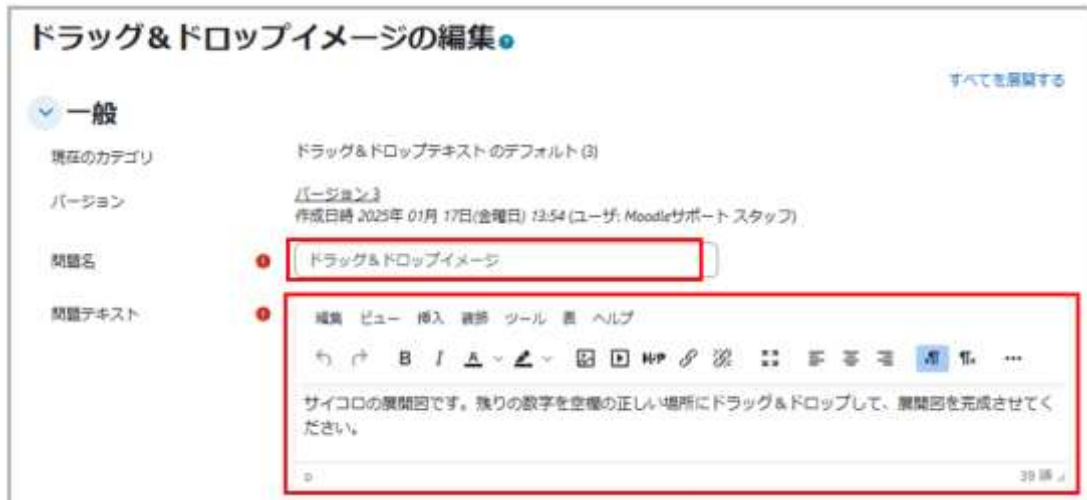 ドラッグ&ドロップイメージの編集
すべてを展開する
一般
現在のカテゴリ
ドラッグ&ドロップテキスト のデフォルト (3)
バージョン
バージョン 3
作成日時 2025年 01月 17日(金曜日) 13:54 (ユーザ: Moodleサポート スタッフ)
問題名
ドラッグ&ドロップイメージ
問題テキスト
編集 ビュー 挿入 書式 ツール 表 ヘルプ
B I A H-P
サイコロの展開図です。残りの数字を空欄の正しい場所にドラッグ&ドロップして、展開図を完成させてく
ださい。
p
39 語